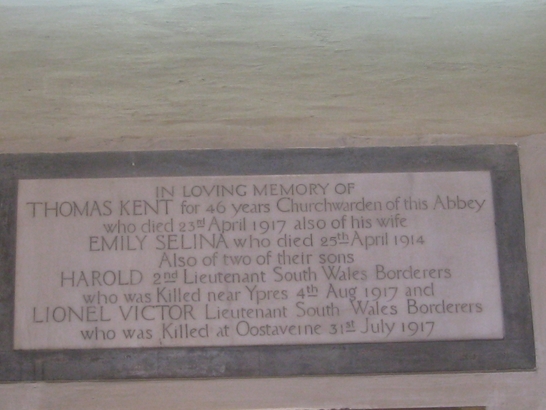 IN LOVING MEMORY OF
THOMAS KENT for 46 years Churchwarden of this Abbey
who died 23rd April 1917 also of his wife
EMILY SELINA who died 25th April 1914
Also of two of their sons
HAROLD 2nd Lieutenant South Wales Borderers
who was Killed near Ypres 4th Aug 1917 and
LIONEL VICTOR Lieutenant South Wales Borderers
who was Killed at Oostaveine 31st July 1917